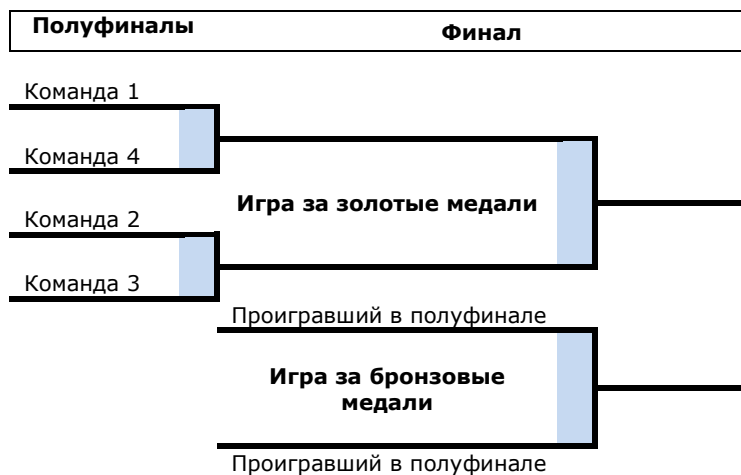 Полуфиналы
Финал
Команда 1
Команда 4
Игра за золотые медали
Команда 2
Команда 3
Проигравший в полуфинале
Игра за бронзовые
медали
Проигравший в полуфинале